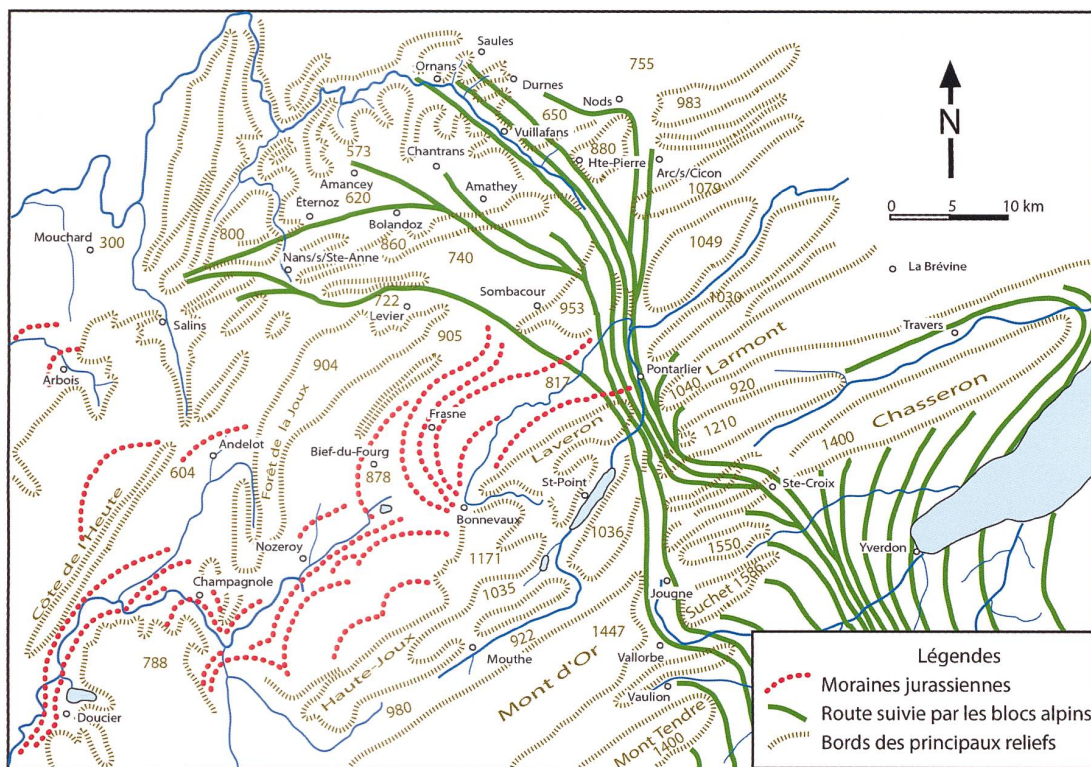 Saules
Ornans
755
Durnes
Nods
983
650
N
Vuillafans
573
Chantrans
880
Hte-Pierre
Arc/s/Cicon
Amancey
1079
620
Amathey
0 5 10 km
Éternoz
Bolandoz
Mouchard
300
800
860
1049
740
Nans/s/Ste-Anne
La Brévine
1030
722
Sombacour
953
Levier
Salins
905
Travers
904
Larmont
Arbois
817
Pontarlier
1040
920
Chasseron
Forêt de la Joux
Frasne
Laveron
1210
1400
Andelot
Bief-du-Fourg
604
878
St-Point
Ste-Croix
Côte de l'Heute
Bonnevaux
1036
1550
Yverdon
Nozeroy
1171
Champagnole
1035
Jougne
Suchet 1586
922
1447
788
Haute-Joux
Mouthe
Mont d'Or
Vallorbe
Légendes
Vaulion
Moraines jurassiennes
980
Doucier
Mont Tendre
1400
Route suivie par les blocs alpins
Bords des principaux reliefs